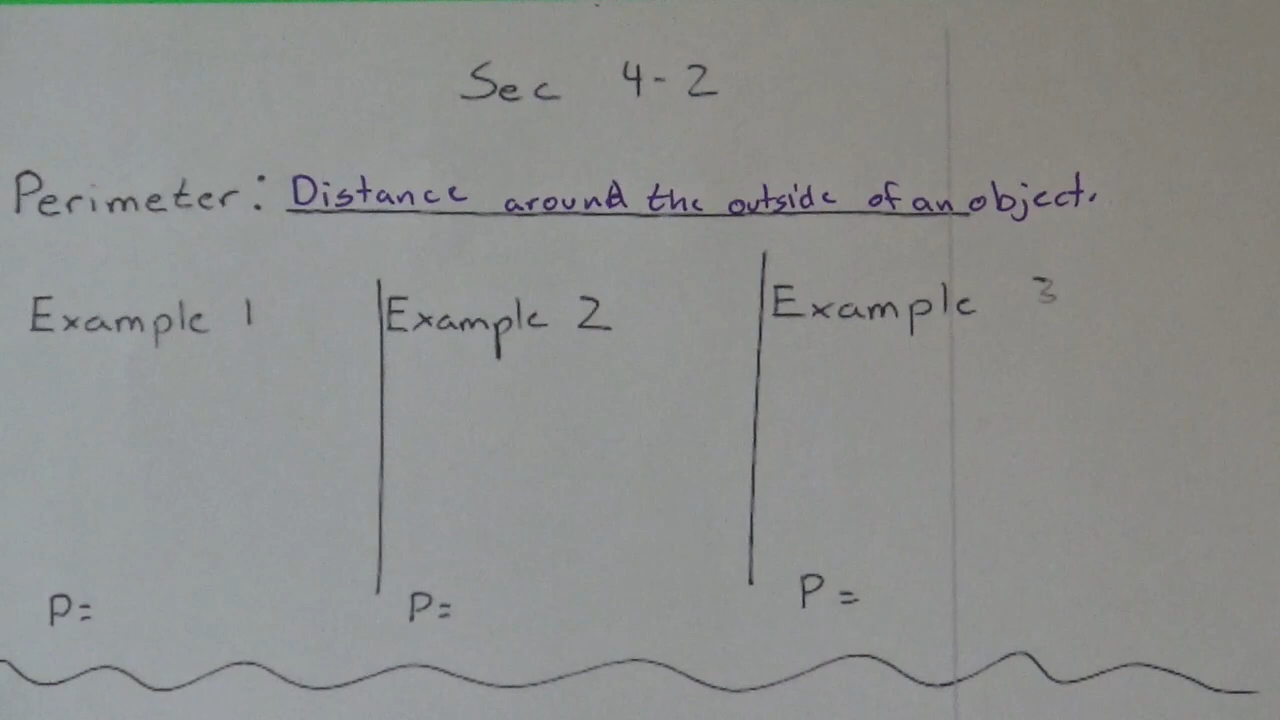 Sec 4-2
Perimeter: Distance around the outside of an object.
Example 1
Example 2
Example 3
P=
P=
P=